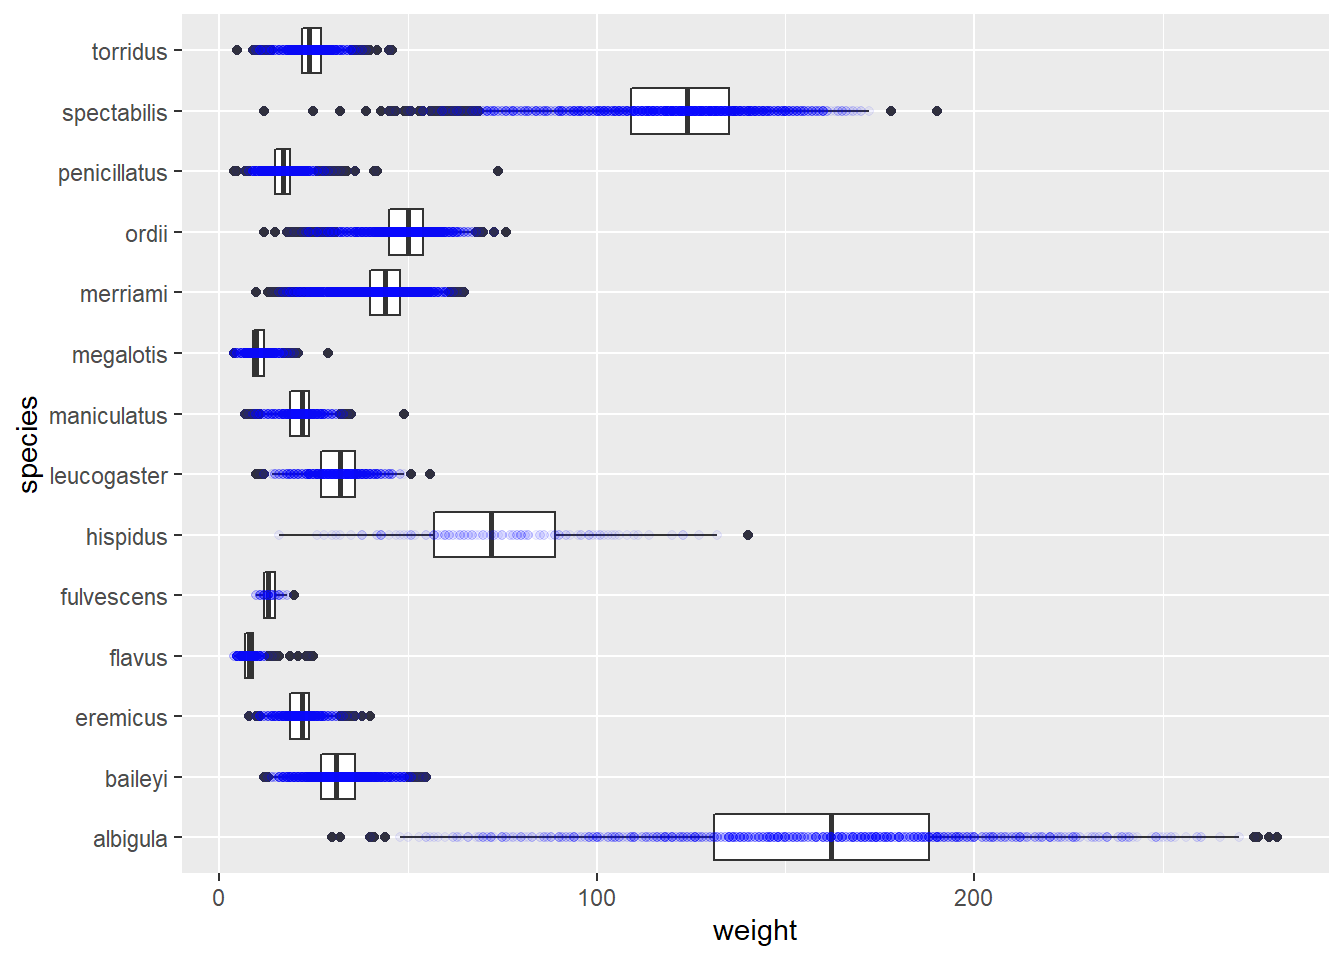 torridus
spectabilis
penicillatus
ordii
merriami
megalotis
maniculatus
leucogaster
hispidus
fulvescens
flavus
eremicus
baileyi
albigula
species
0 100 200
weight